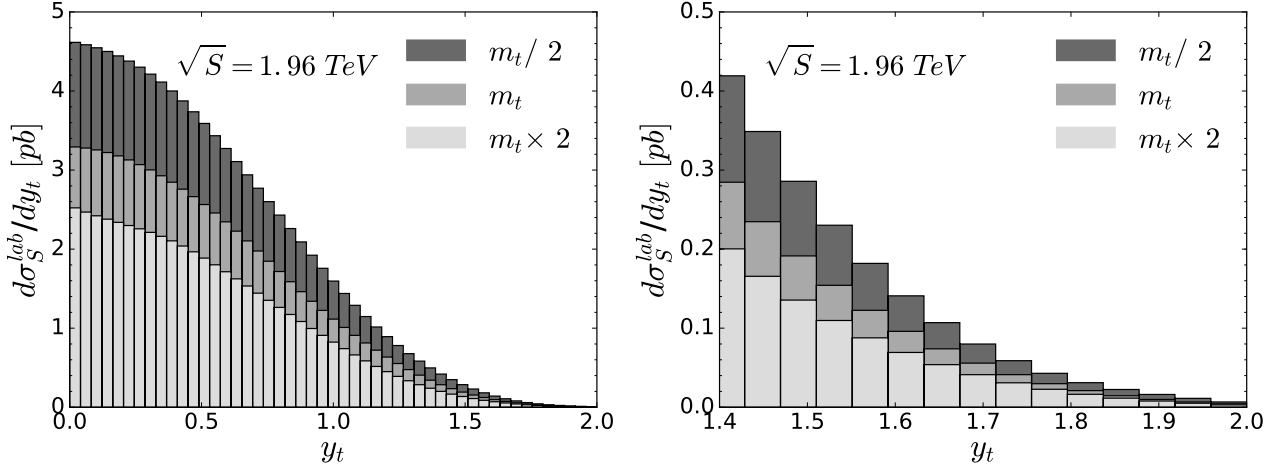 dσ_S^{lab}/dy_t [pb]
5
4
3
2
1
0
√S = 1.96 TeV
m_t / 2
m_t
m_t × 2
0.0 0.5 1.0 1.5 2.0
y_t
dσ_S^{lab}/dy_t [pb]
0.5
0.4
0.3
0.2
0.1
0.0
√S = 1.96 TeV
m_t / 2
m_t
m_t × 2
1.4 1.5 1.6 1.7 1.8 1.9 2.0
y_t